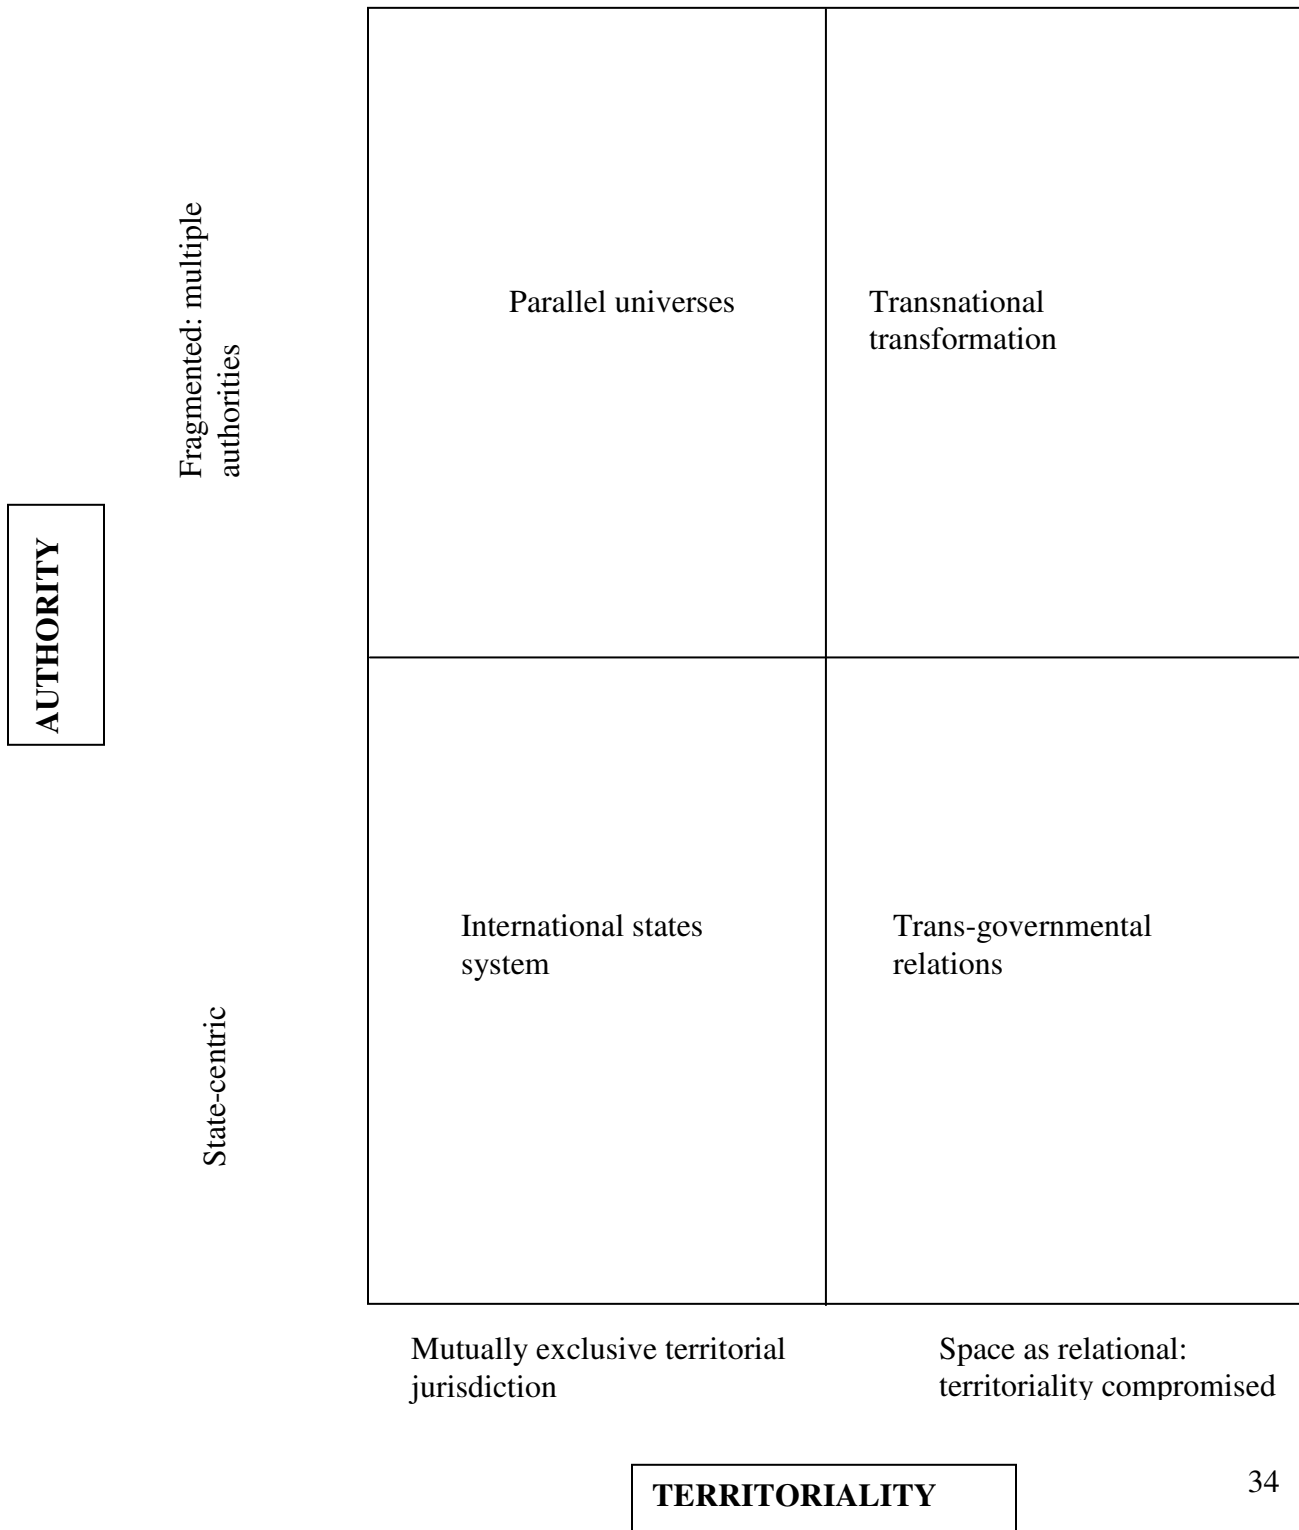 Fragmented: multiple
authorities
Parallel universes
Transnational
transformation
AUTHORITY
International states
system
Trans-governmental
relations
State-centric
Mutually exclusive territorial
jurisdiction
Space as relational:
territoriality compromised
TERRITORIALITY
34